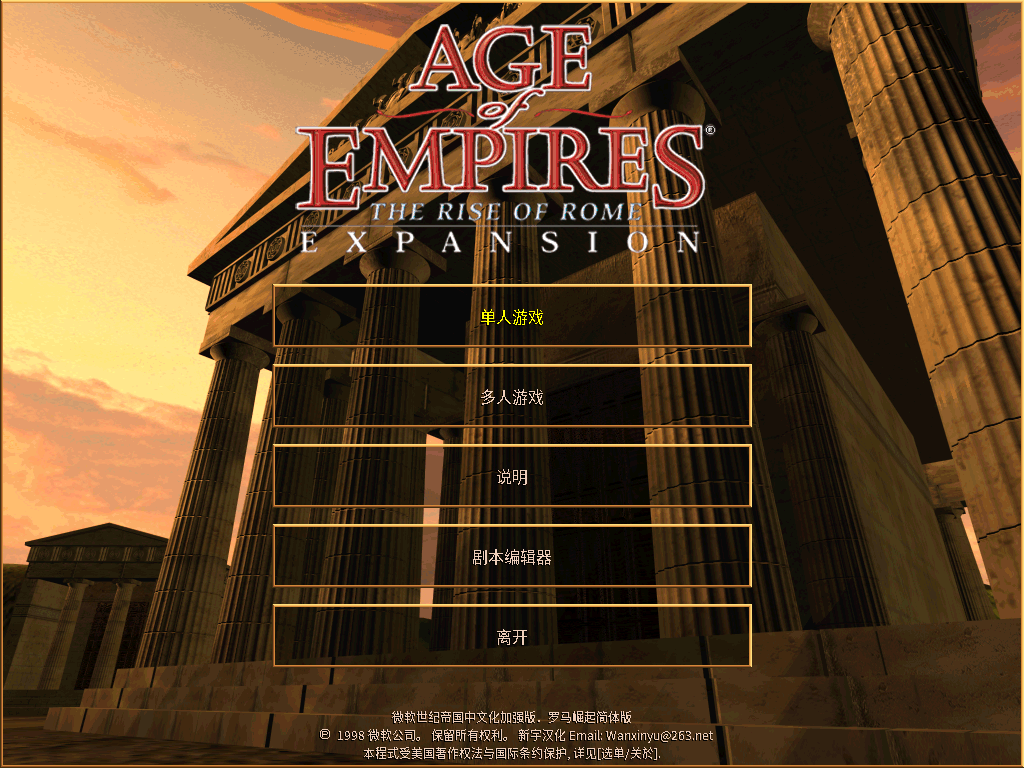 AGE
of
EMPIRES®
THE RISE OF ROME
EXPANSION
单人游戏
多人游戏
说明
剧本编辑器
离开
微软世纪帝国中文化加强版．罗马崛起简体版
© 1998 微软公司。 保留所有权利。 新宇汉化 Email: Wanxinyu@263.net
本程式受美国著作权法与国际条约保护, 详见[选单/关於].